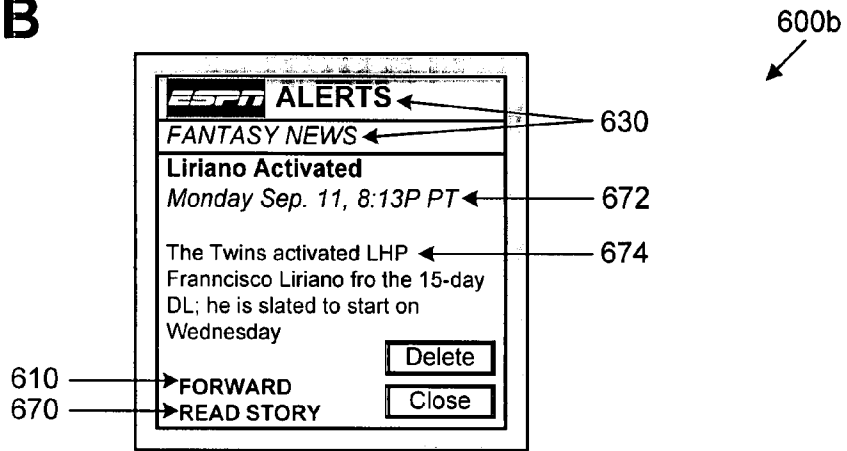 B
600b
ESPN ALERTS
630
FANTASY NEWS
Liriano Activated
Monday Sep. 11, 8:13P PT
672
The Twins activated LHP
674
Franncisco Liriano fro the 15-day
DL; he is slated to start on
Wednesday
Delete
610
FORWARD
Close
670
READ STORY